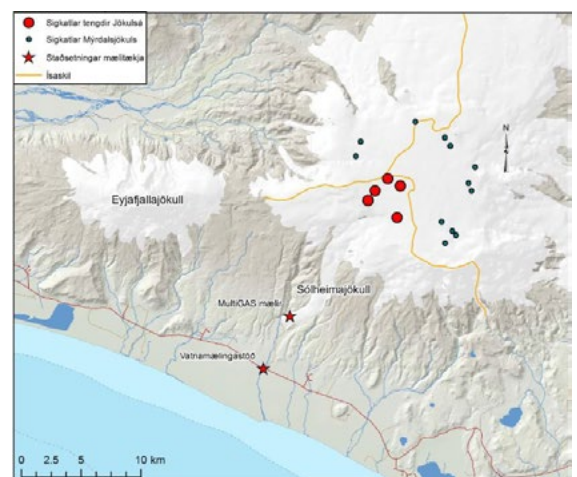 Sigkatlar tengdir Jökulsá
Sigkatlar Mýrdalsjökuls
Staðsetningar mælitækja
Ísaskil
N
Eyjafjallajökull
Sólheimajökull
MultiGAS mælir
Vatnamælingastöð
0 2.5 5 10 km